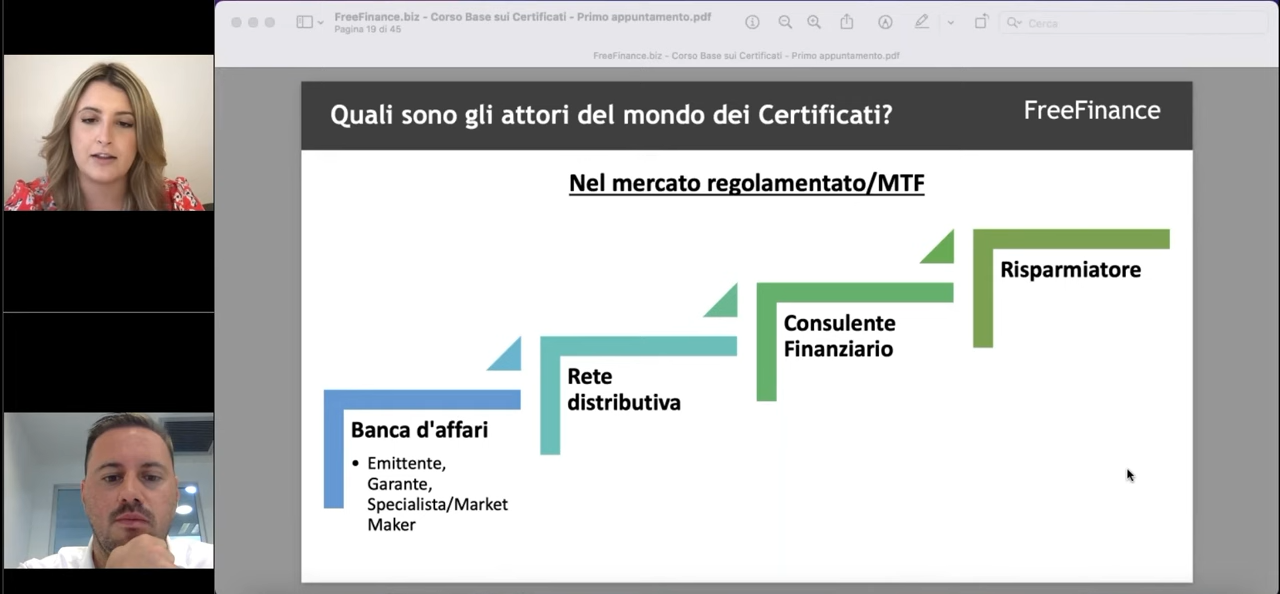 FreeFinance.biz - Corso Base sui Certificati - Primo appuntamento.pdf
Pagina 19 di 45
Cerca
FreeFinance.biz - Corso Base sui Certificati - Primo appuntamento.pdf
Quali sono gli attori del mondo dei Certificati?
FreeFinance
Nel mercato regolamentato/MTF
Banca d'affari
• Emittente,
Garante,
Specialista/Market
Maker
Rete
distributiva
Consulente
Finanziario
Risparmiatore